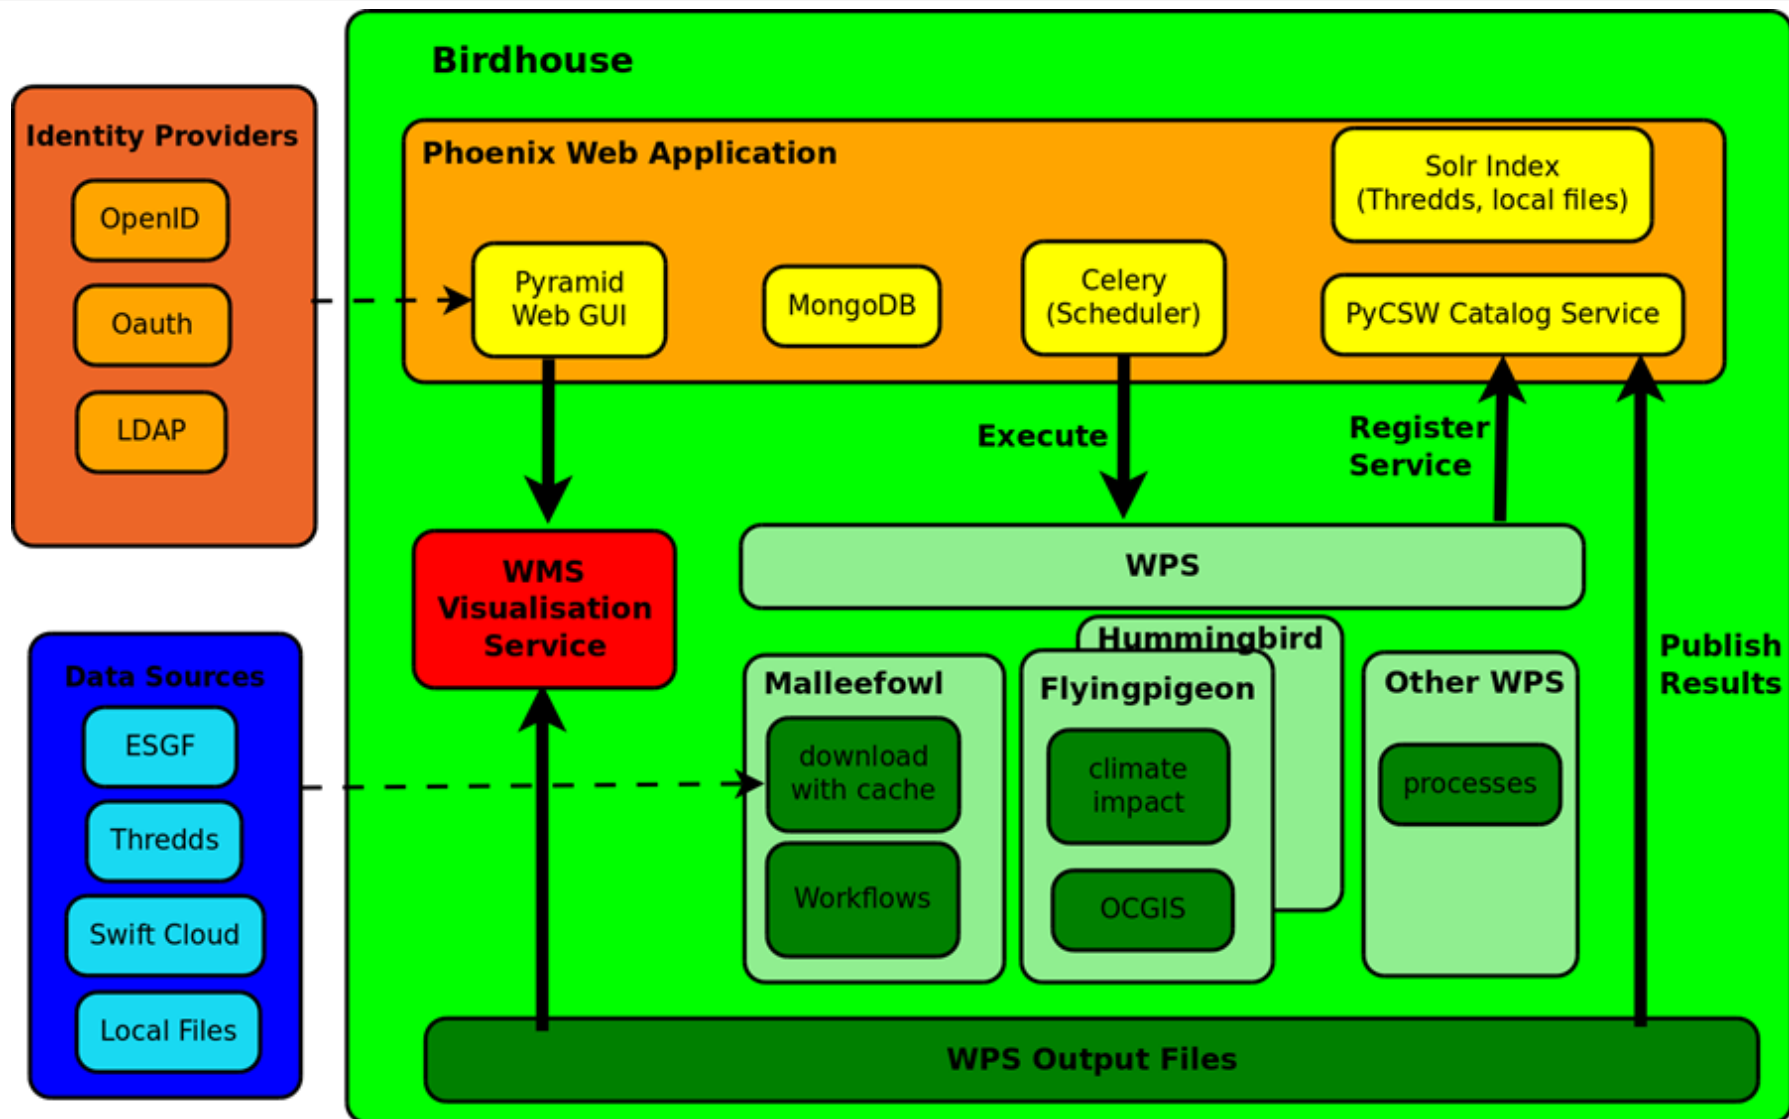 Birdhouse
Identity Providers
OpenID
Oauth
LDAP
Phoenix Web Application
Solr Index
(Thredds, local files)
Pyramid
Web GUI
MongoDB
Celery
(Scheduler)
PyCSW Catalog Service
Execute
Register
Service
WMS
Visualisation
Service
WPS
Publish
Results
Data Sources
ESGF
Thredds
Swift Cloud
Local Files
Malleefowl
download
with cache
Workflows
Hummingbird
Flyingpigeon
climate
impact
OCGIS
Other WPS
processes
WPS Output Files